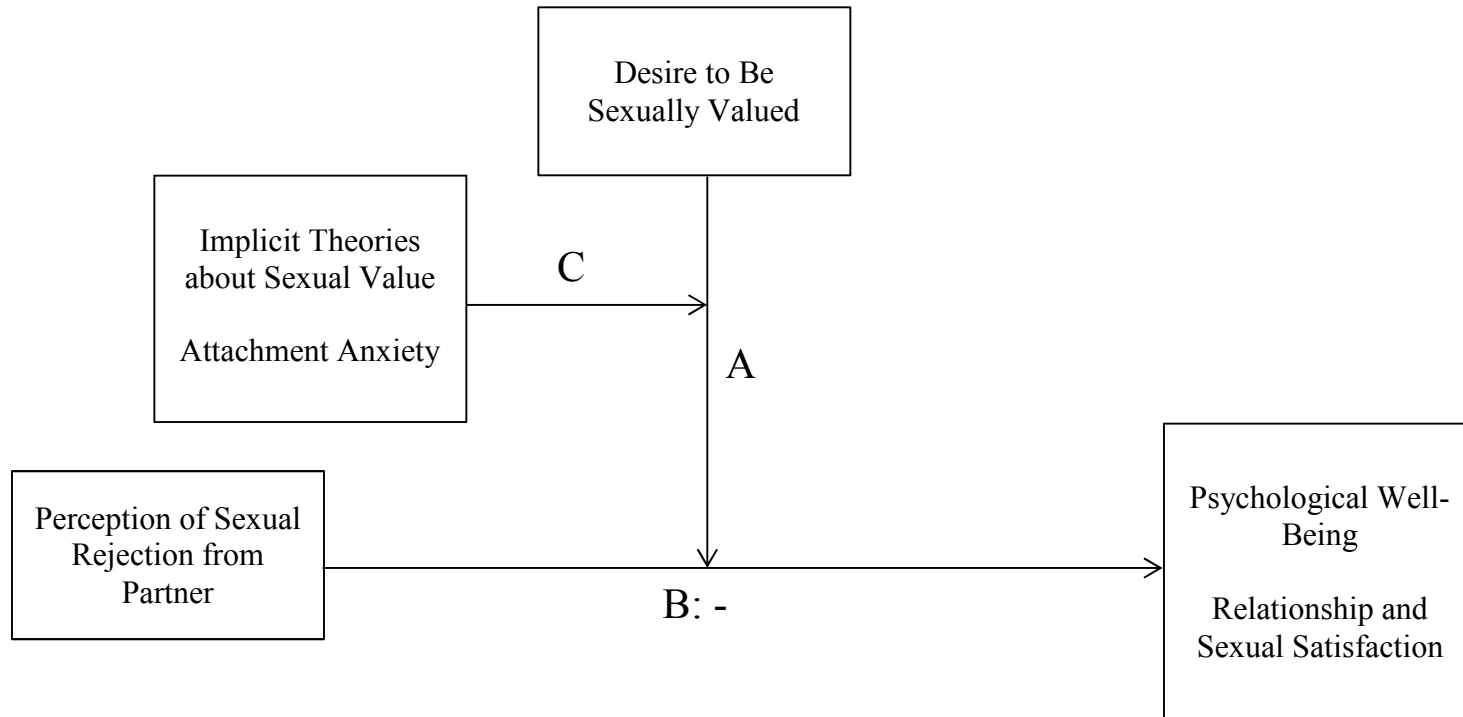 Desire to Be
Sexually Valued
Implicit Theories
about Sexual Value
Attachment Anxiety
C
A
Perception of Sexual
Rejection from
Partner
B: -
Psychological Well-
Being
Relationship and
Sexual Satisfaction